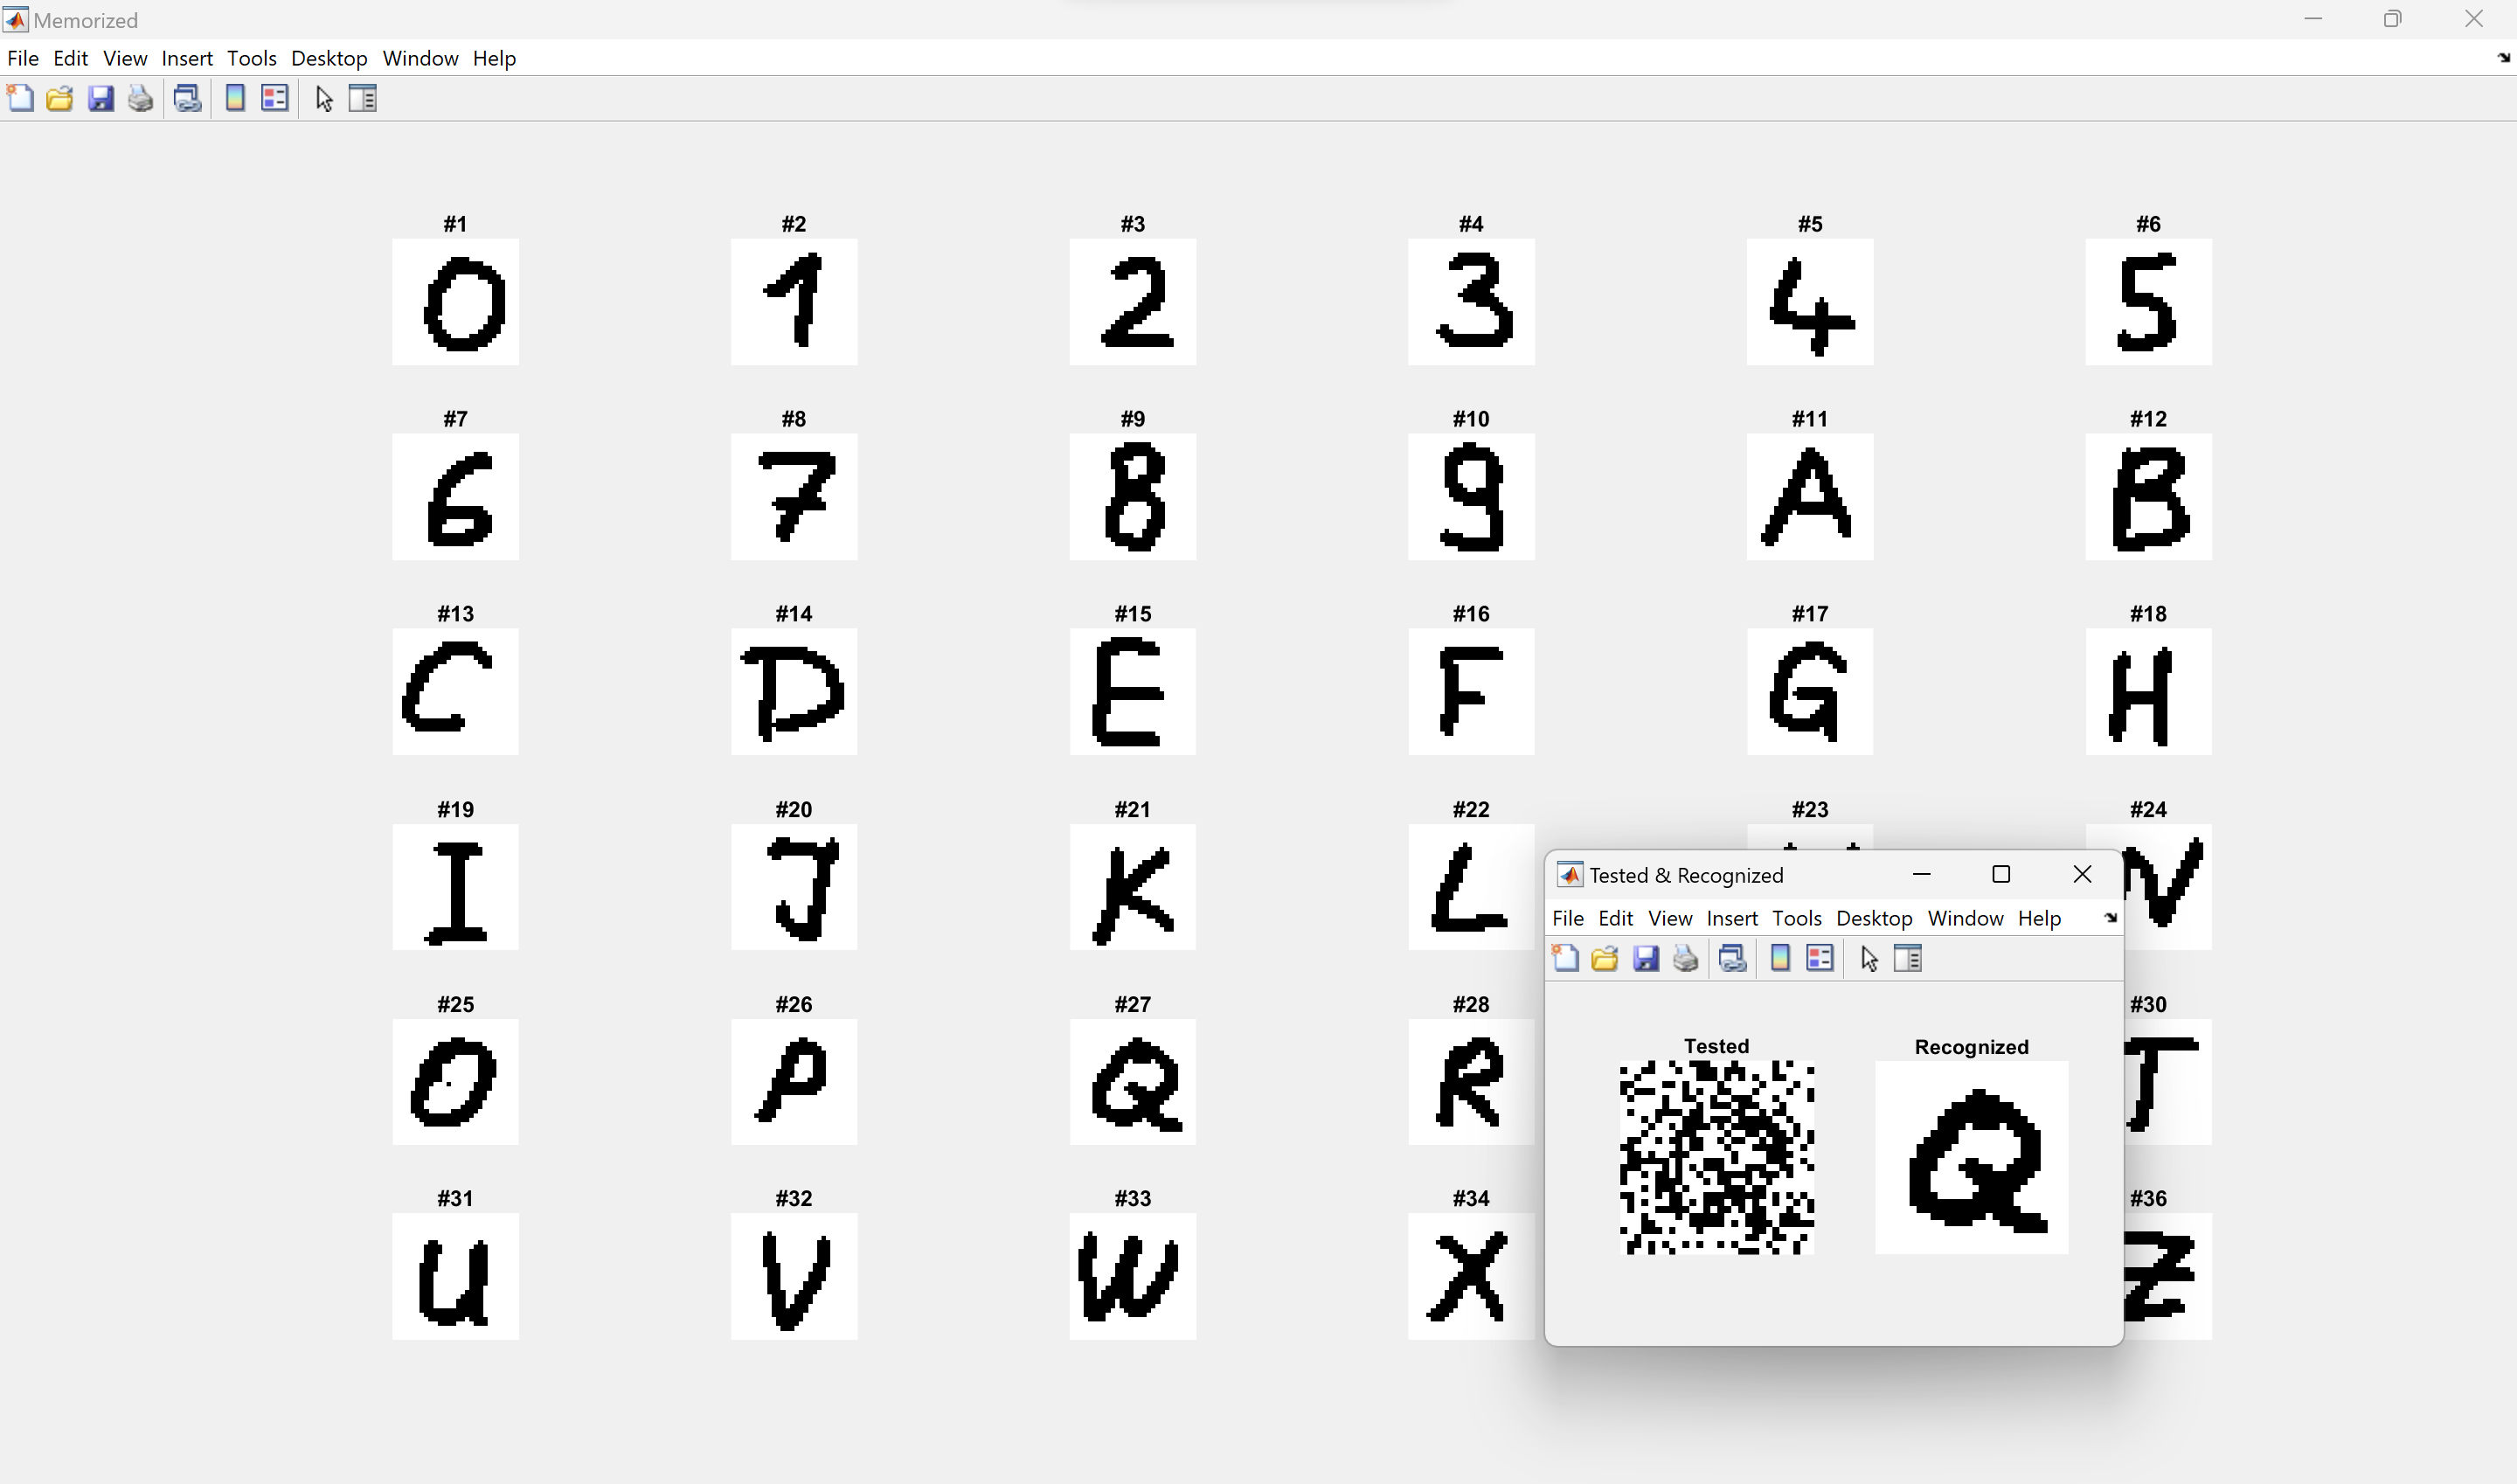 Memorized
File Edit View Insert Tools Desktop Window Help
#1 #2 #3 #4 #5 #6
0 1 2 3 4 5
#7 #8 #9 #10 #11 #12
6 7 8 9 A B
#13 #14 #15 #16 #17 #18
C D E F G H
#19 #20 #21 #22 #23 #24
I J K L N
#25 #26 #27 #28 #30
O P Q R T
#31 #32 #33 #34 #36
U V W X Z
Tested & Recognized
File Edit View Insert Tools Desktop Window Help
Tested Recognized
Q